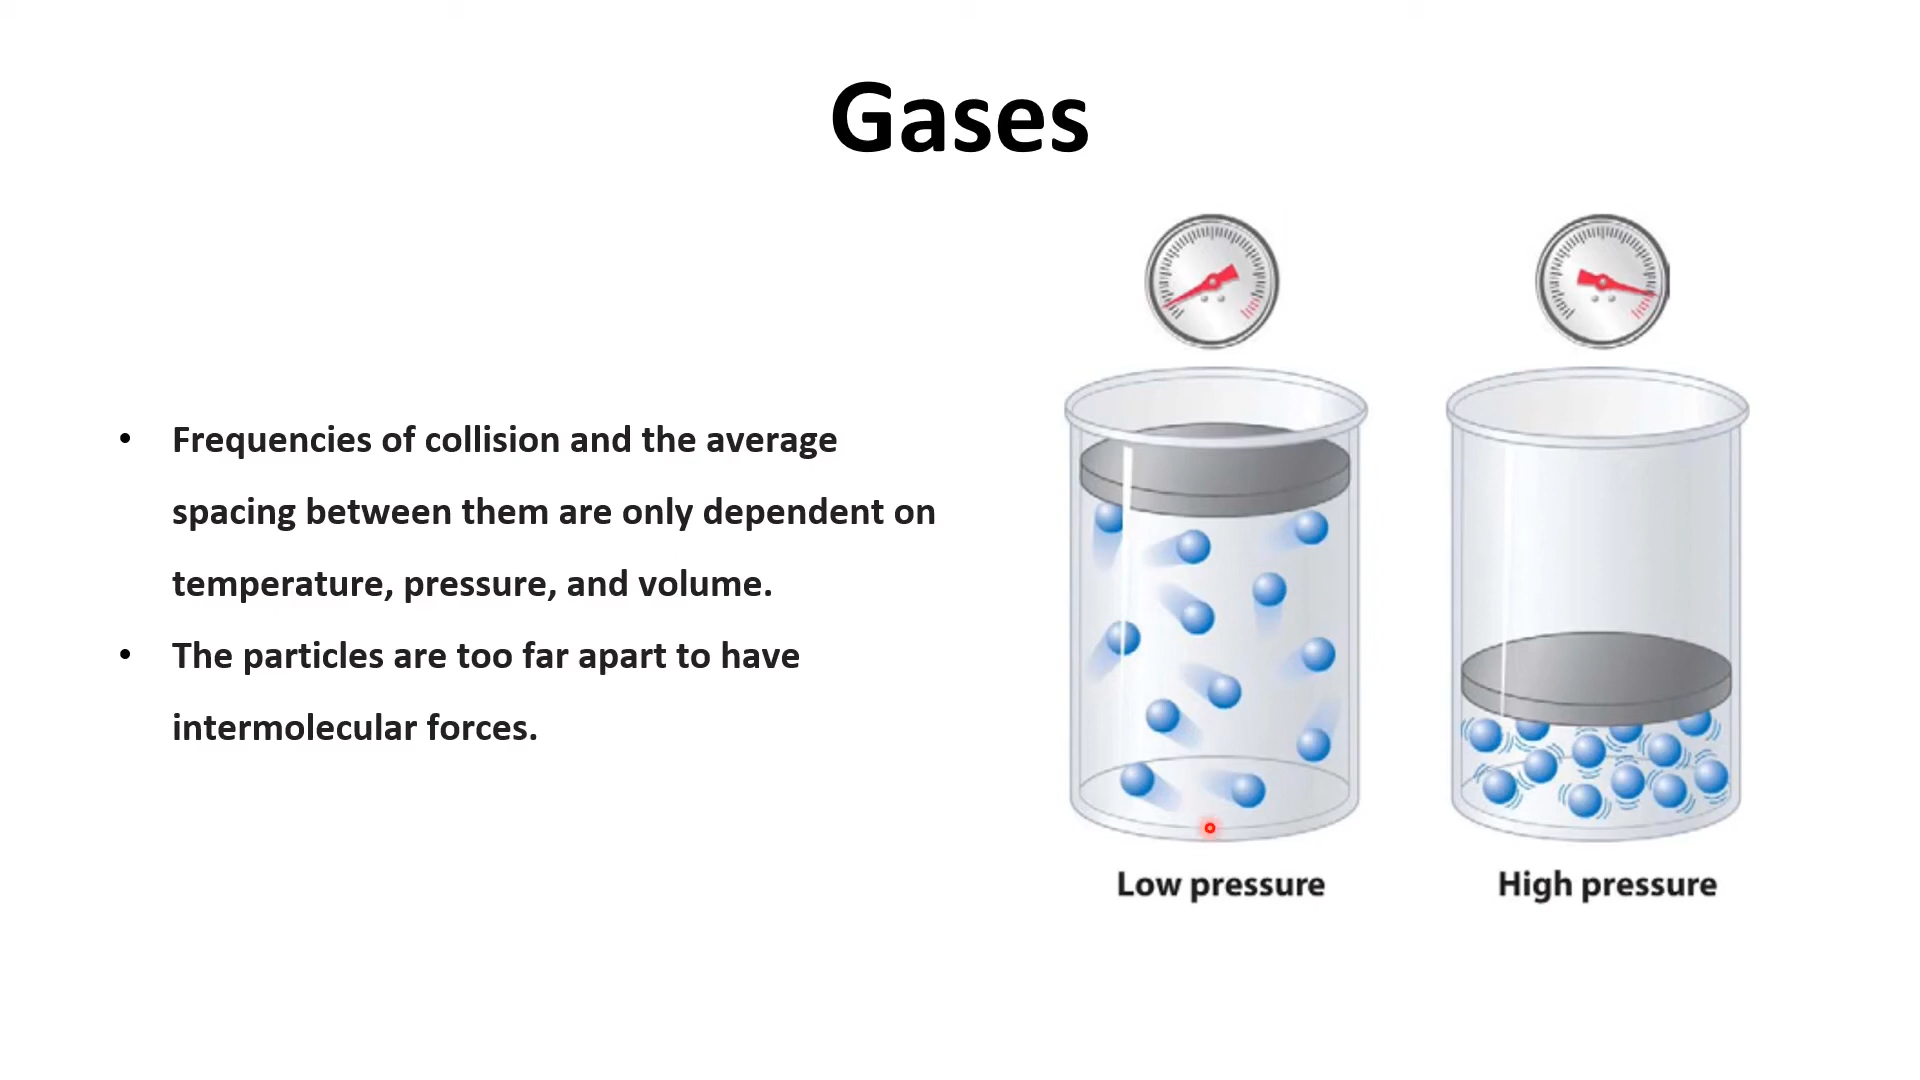 Gases
• Frequencies of collision and the average
spacing between them are only dependent on
temperature, pressure, and volume.
• The particles are too far apart to have
intermolecular forces.
Low pressure
High pressure